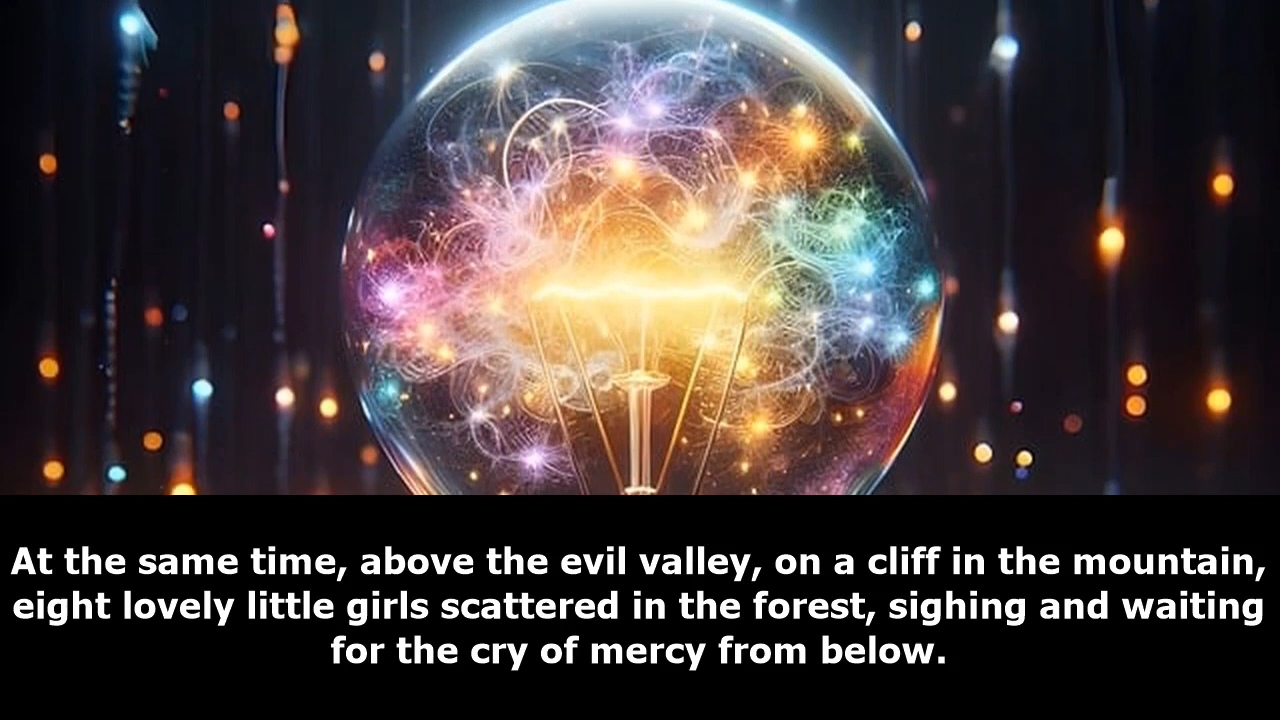 At the same time, above the evil valley, on a cliff in the mountain,
eight lovely little girls scattered in the forest, sighing and waiting
for the cry of mercy from below.